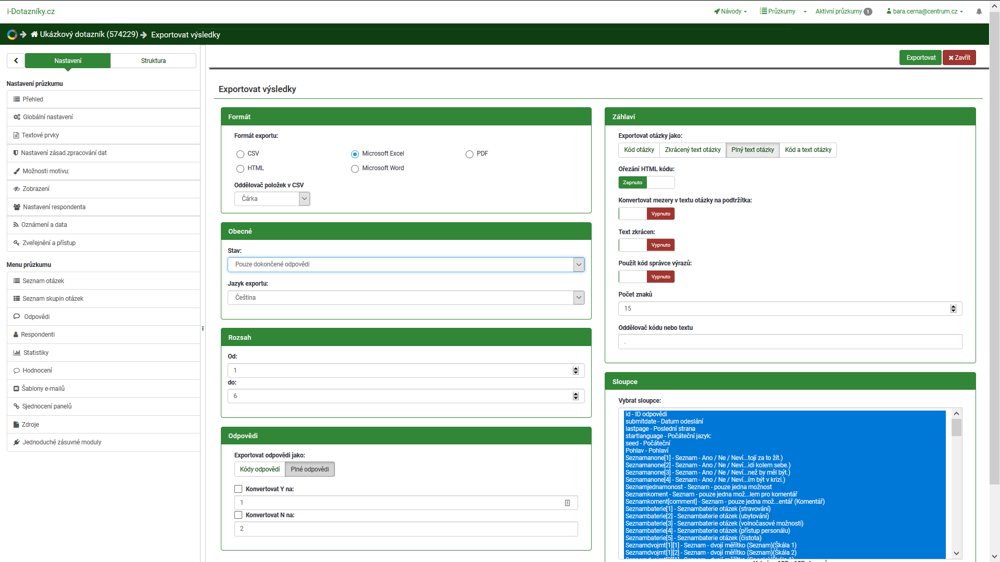 i-Dotazníky.cz
Návody
Průzkumy
Aktivní průzkumy 1
bara.cerna@centrum.cz
Ukázkový dotazník (574229)
Exportovat výsledky
Nastavení
Struktura
Exportovat
Zavřít
Nastavení průzkumu
Přehled
Globální nastavení
Textové prvky
Nastavení zásad zpracování dat
Možnosti motivu:
Zobrazení
Nastavení respondenta
Oznámení a data
Zveřejnění a přístup
Menu průzkumu
Seznam otázek
Seznam skupin otázek
Odpovědi
Respondenti
Statistiky
Hodnocení
Šablony e-mailů
Sjednocení panelů
Zdroje
Jednoduché zásuvné moduly
Exportovat výsledky
Formát
Formát exportu:
CSV
Microsoft Excel
PDF
HTML
Microsoft Word
Oddělovač položek v CSV
Čárka
Obecné
Stav:
Pouze dokončené odpovědi
Jazyk exportu:
Čeština
Rozsah
Od:
1
do:
6
Odpovědi
Exportovat odpovědi jako:
Kódy odpovědí
Plné odpovědi
Konvertovat Y na:
1
Konvertovat N na:
2
Záhlaví
Exportovat otázky jako:
Kód otázky
Zkrácený text otázky
Plný text otázky
Kód a text otázky
Ořezání HTML kódu:
Zapnuto
Konvertovat mezery v textu otázky na podtržítka:
Vypnuto
Text zkrácen:
Vypnuto
Použít kód správce výrazů:
Vypnuto
Počet znaků
15
Oddělovač kódu nebo textu
.
Sloupce
Vybrat sloupce:
id - ID odpovědi
submitdate - Datum odeslání
lastpage - Poslední strana
startlanguage - Počáteční jazyk:
seed - Počáteční
Pohlav - Pohlaví
Seznamanone[1] - Seznam - Ano / Ne / Neví...tojí za to žít.)
Seznamanone[2] - Seznam - Ano / Ne / Neví...idi kolem sebe.)
Seznamanone[3] - Seznam - Ano / Ne / Neví...než by měl být.)
Seznamanone[4] - Seznam - Ano / Ne / Neví...ím být v krizi.)
Seznamjednamonost - Seznam - pouze jedna možnost
Seznamkoment - Seznam - pouze jedna mož...lem pro komentář
Seznamkoment[comment] - Seznam - pouze jedna mož...entář (Komentář)
Seznambaterie[1] - Seznambaterie otázek (stravování)
Seznambaterie[2] - Seznambaterie otázek (ubytování)
Seznambaterie[3] - Seznambaterie otázek (volnočasové možnosti)
Seznambaterie[4] - Seznambaterie otázek (přístup personálu)
Seznambaterie[5] - Seznambaterie otázek (čistota)
Seznamdvojmt[1][1] - Seznam - dvojí měřítko (Seznam)(Škála 1)
Seznamdvojmt[1][2] - Seznam - dvojí měřítko (Seznam)(Škála 2)